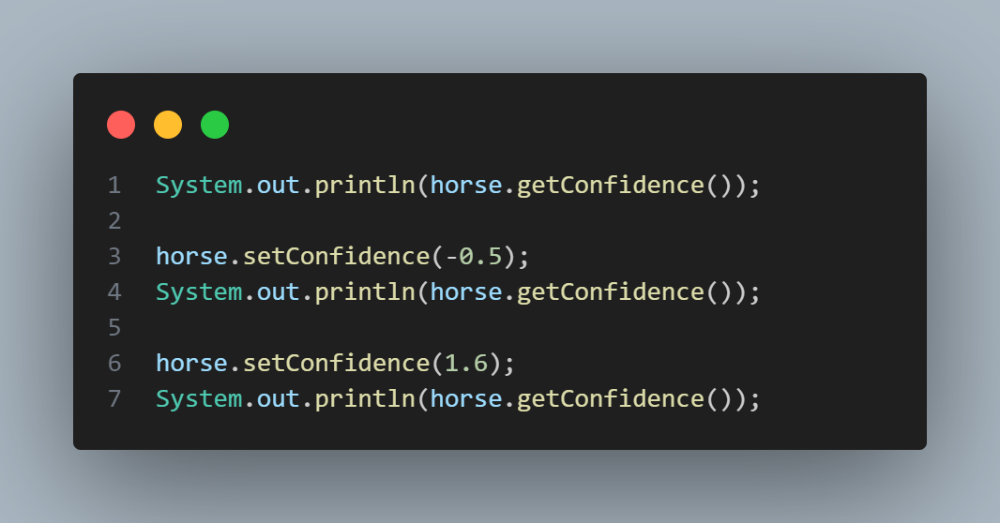 1 System.out.println(horse.getConfidence());
2
3 horse.setConfidence(-0.5);
4 System.out.println(horse.getConfidence());
5
6 horse.setConfidence(1.6);
7 System.out.println(horse.getConfidence());